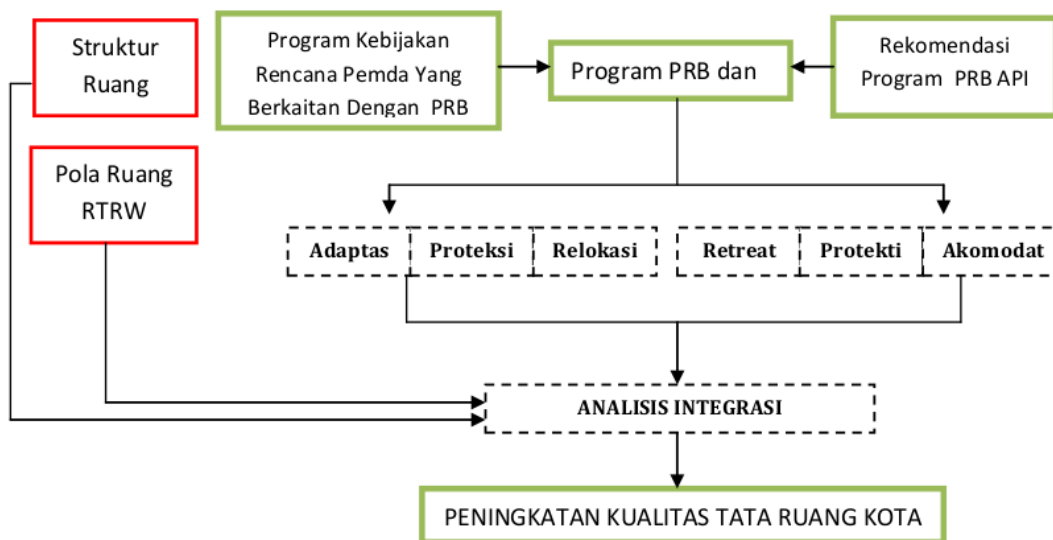 Struktur
Ruang
Program Kebijakan
Rencana Pemda Yang
Berkaitan Dengan PRB
Program PRB dan
Rekomendasi
Program PRB API
Pola Ruang
RTRW
Adaptas
Proteksi
Relokasi
Retreat
Protekti
Akomodat
ANALISIS INTEGRASI
PENINGKATAN KUALITAS TATA RUANG KOTA